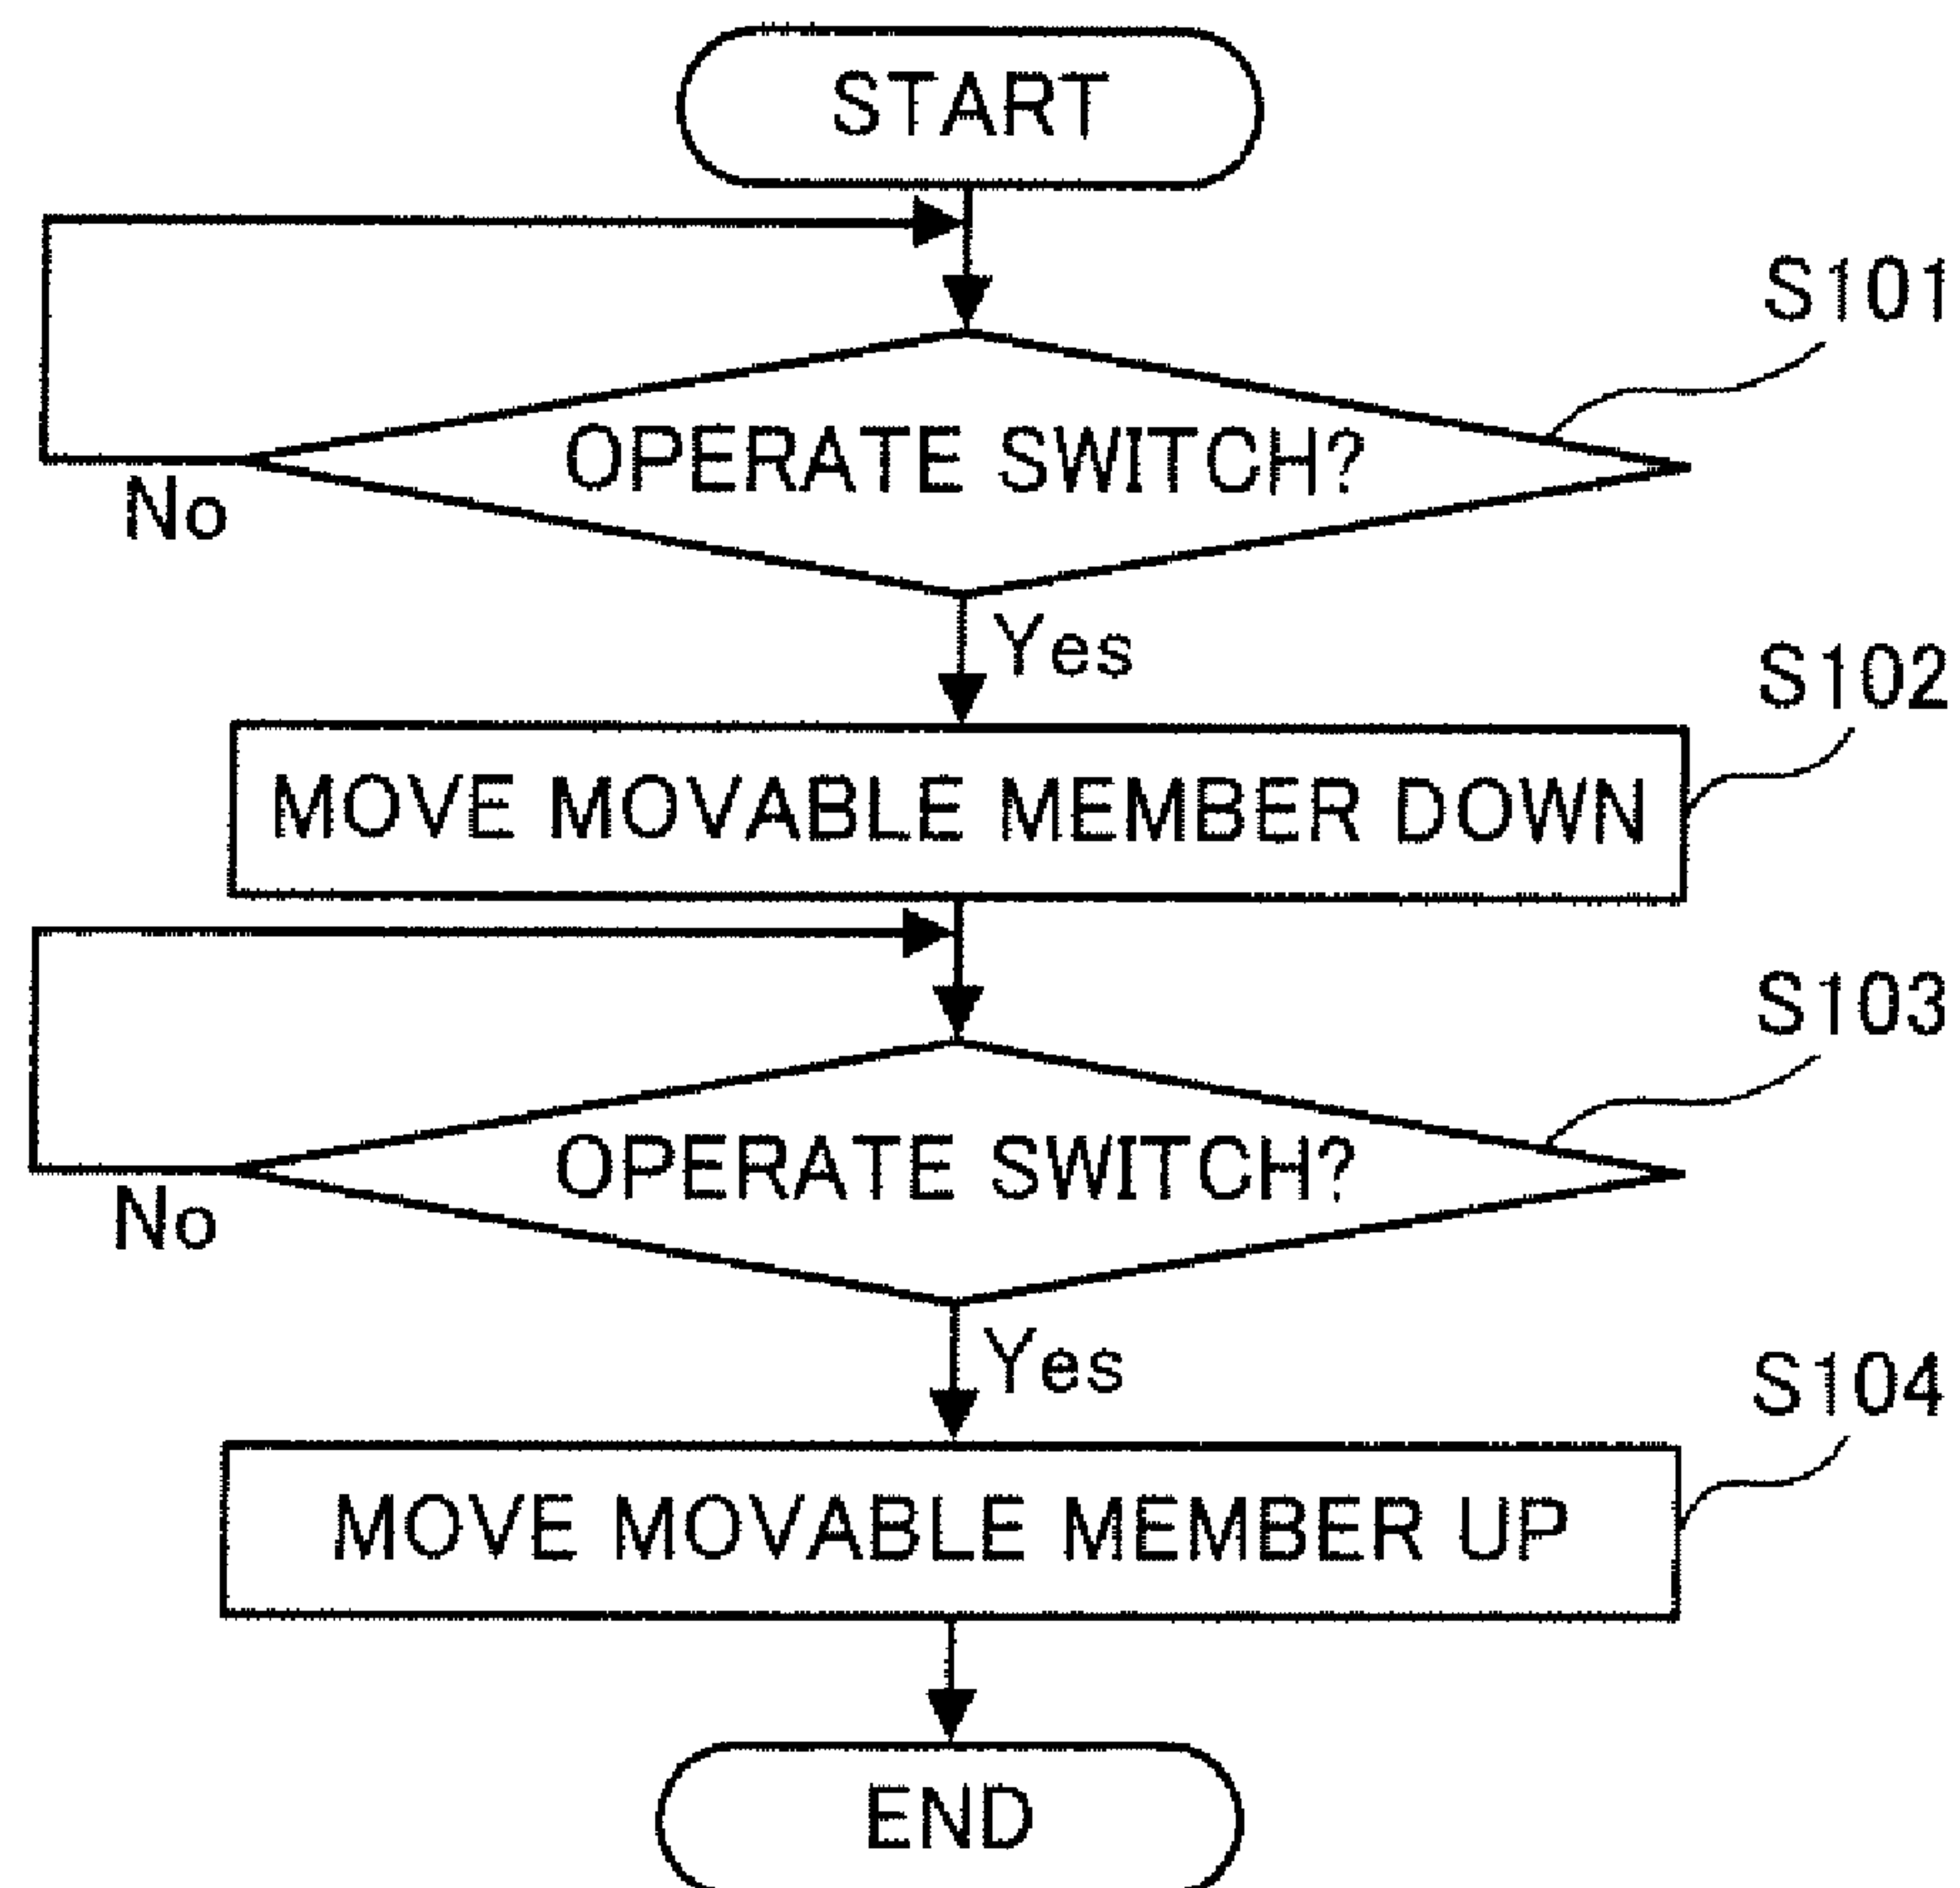 START
S101
OPERATE SWITCH?
No
Yes
S102
MOVE MOVABLE MEMBER DOWN
S103
OPERATE SWITCH?
No
Yes
S104
MOVE MOVABLE MEMBER UP
END